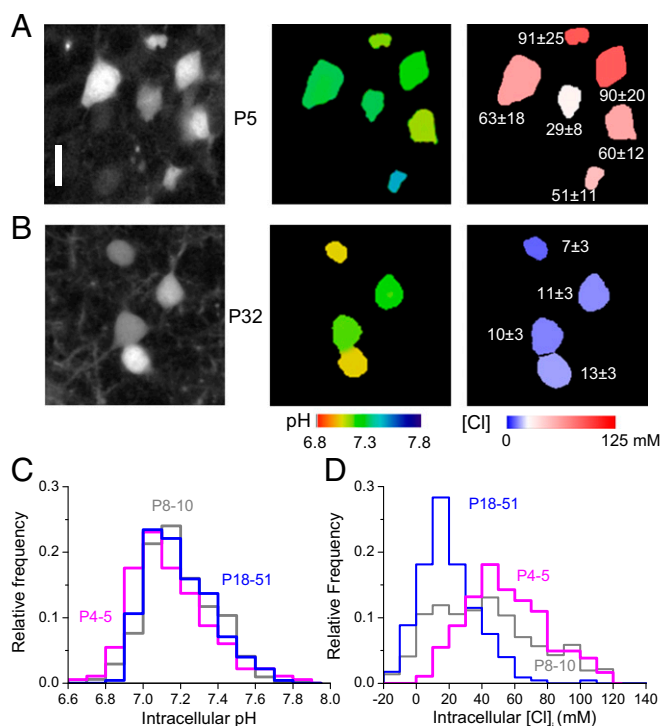 A
P5
91±25
90±20
63±18
29±8
60±12
51±11
B
P32
7±3
11±3
10±3
13±3
pH
6.8 7.3 7.8
[Cl]
0 125 mM
C
D
Relative frequency
0.3
0.2
0.1
0.0
P8-10
P18-51
P4-5
6.6 6.8 7.0 7.2 7.4 7.6 7.8 8.0
Intracellular pH
Relative Frequency
0.3
0.2
0.1
0.0
P18-51
P4-5
P8-10
-20 0 20 40 60 80 100 120 140
Intracellular [Cl]i (mM)